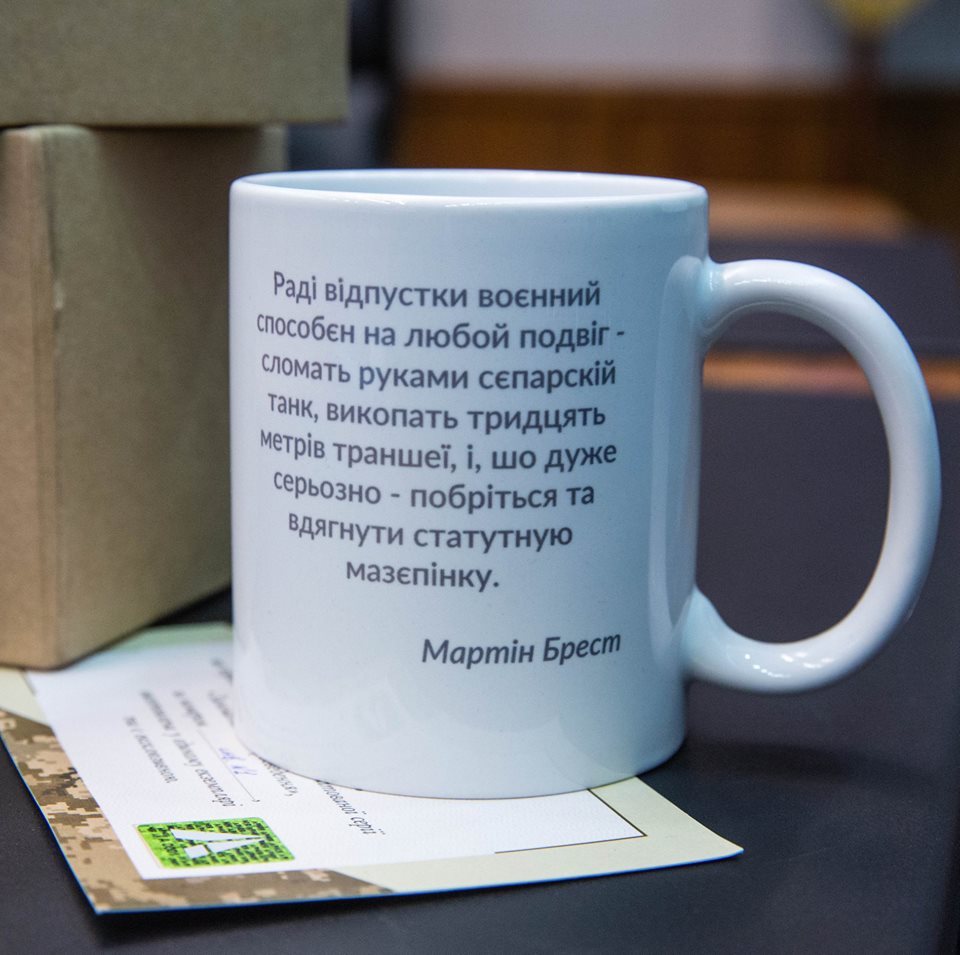 Раді відпустки воєнний
способєн на любой подвіг -
сломать руками сєпарскій
танк, викопать тридцять
метрів траншеї, і, шо дуже
серьозно - побріться та
вдягнути статутную
мазєпінку.
Мартін Брест